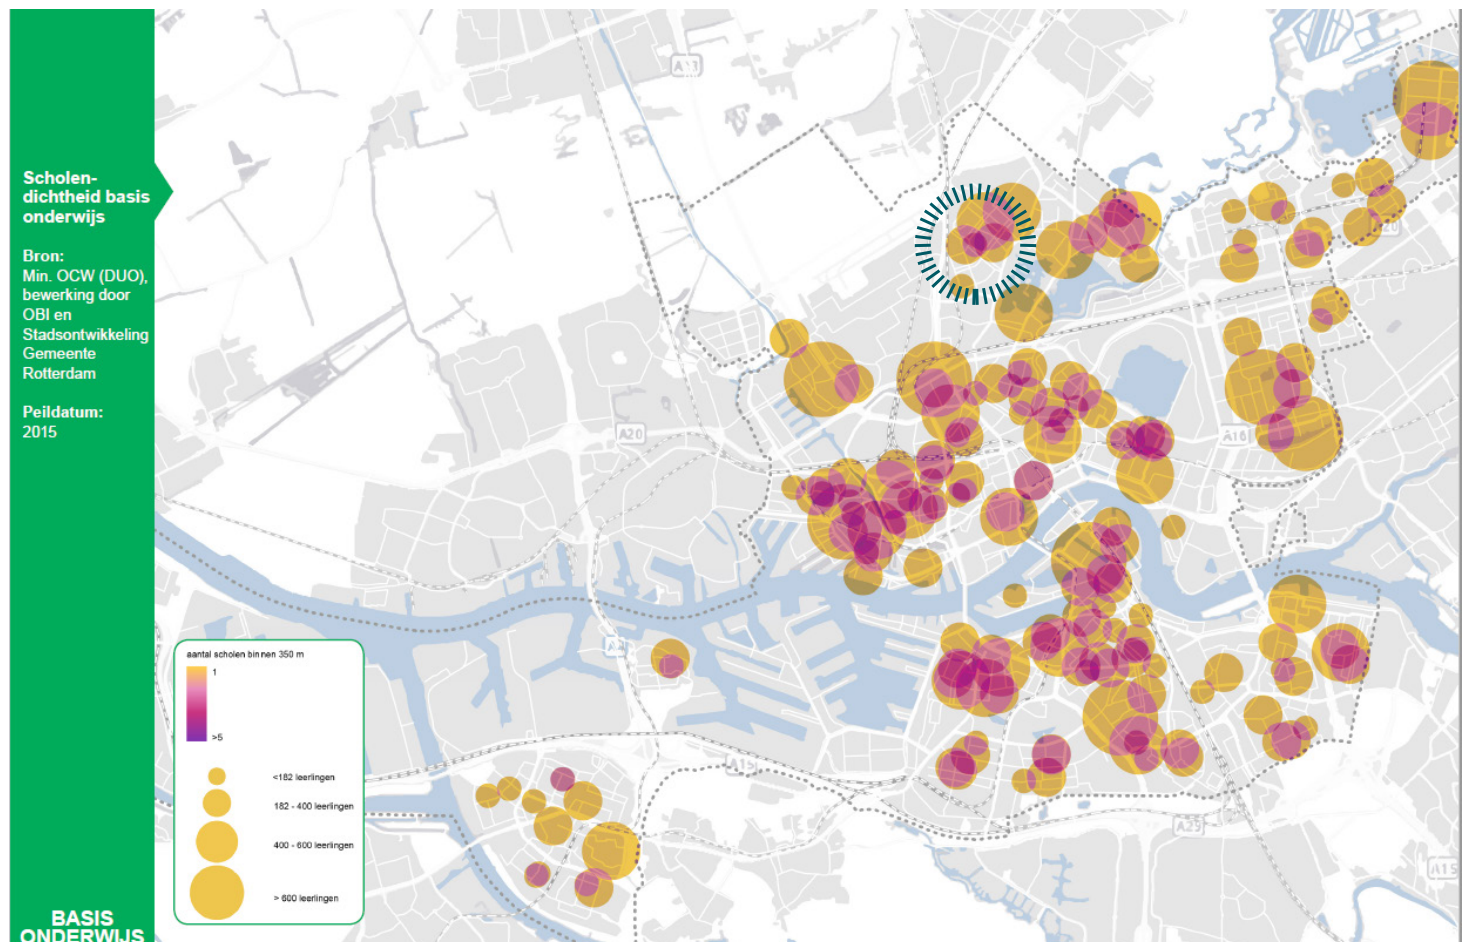 Scholen-
dichtheid basis
onderwijs
Bron:
Min. OCW (DUO),
bewerking door
OBI en
Stadsontwikkeling
Gemeente
Rotterdam
Peildatum:
2015
BASIS
ONDERWIJS
aantal scholen binnen 350 m
1
>5
<182 leerlingen
182 - 400 leerlingen
400 - 600 leerlingen
> 600 leerlingen
A13
A20
A20
A16
A15
A29
A15